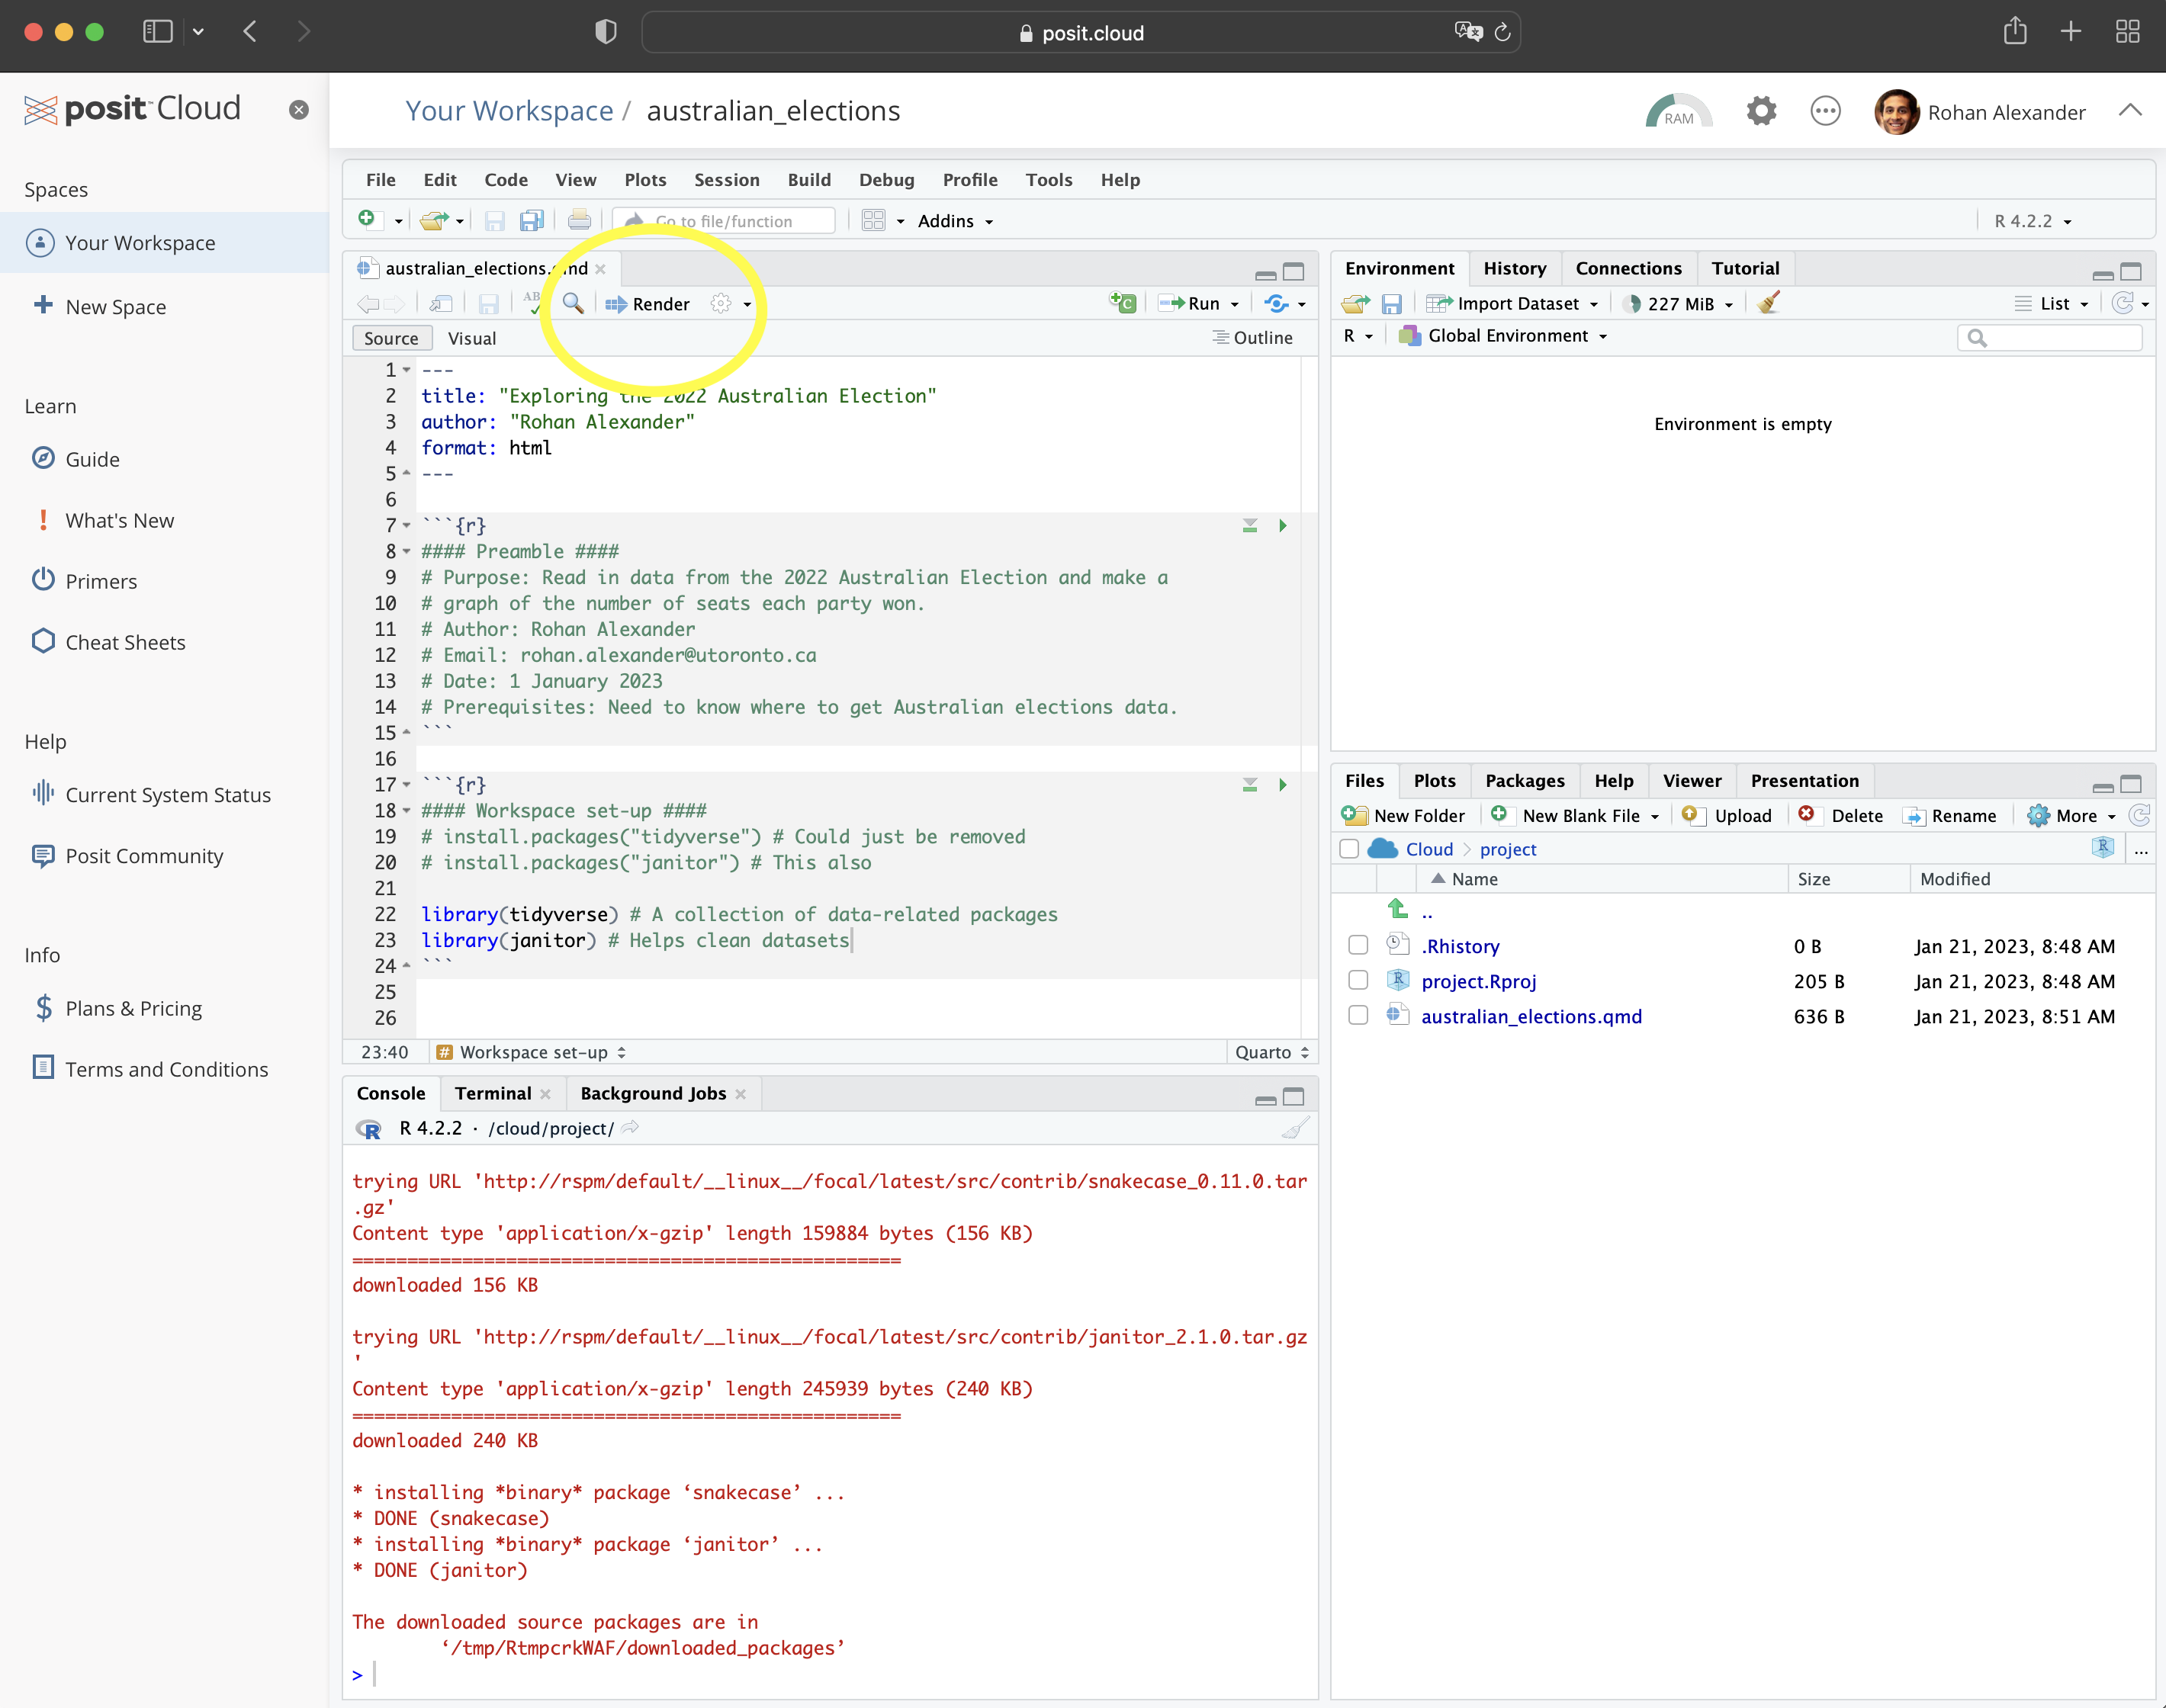 posit.cloud
posit Cloud
Your Workspace / australian_elections
RAM
Rohan Alexander
Spaces
Your Workspace
New Space
Learn
Guide
What's New
Primers
Cheat Sheets
Help
Current System Status
Posit Community
Info
Plans & Pricing
Terms and Conditions
File Edit Code View Plots Session Build Debug Profile Tools Help
Go to file/function Addins R 4.2.2
australian_elections.qmd
Render Run
Source Visual Outline
1 ---
2 title: "Exploring the 2022 Australian Election"
3 author: "Rohan Alexander"
4 format: html
5 ---
6
7 ```{r}
8 #### Preamble ####
9 # Purpose: Read in data from the 2022 Australian Election and make a
10 # graph of the number of seats each party won.
11 # Author: Rohan Alexander
12 # Email: rohan.alexander@utoronto.ca
13 # Date: 1 January 2023
14 # Prerequisites: Need to know where to get Australian elections data.
15 ```
16
17 ```{r}
18 #### Workspace set-up ####
19 # install.packages("tidyverse") # Could just be removed
20 # install.packages("janitor") # This also
21
22 library(tidyverse) # A collection of data-related packages
23 library(janitor) # Helps clean datasets
24 ```
25
26
23:40 # Workspace set-up Quarto
Console Terminal Background Jobs
R 4.2.2 · /cloud/project/
trying URL 'http://rspm/default/__linux__/focal/latest/src/contrib/snakecase_0.11.0.tar
.gz'
Content type 'application/x-gzip' length 159884 bytes (156 KB)
==================================================
downloaded 156 KB
trying URL 'http://rspm/default/__linux__/focal/latest/src/contrib/janitor_2.1.0.tar.gz
'
Content type 'application/x-gzip' length 245939 bytes (240 KB)
==================================================
downloaded 240 KB
* installing *binary* package ‘snakecase’ ...
* DONE (snakecase)
* installing *binary* package ‘janitor’ ...
* DONE (janitor)
The downloaded source packages are in
‘/tmp/RtmpcrkWAF/downloaded_packages’
>
Environment History Connections Tutorial
Import Dataset 227 MiB List
R Global Environment
Environment is empty
Files Plots Packages Help Viewer Presentation
New Folder New Blank File Upload Delete Rename More
Cloud > project ...
Name Size Modified
..
.Rhistory 0 B Jan 21, 2023, 8:48 AM
project.Rproj 205 B Jan 21, 2023, 8:48 AM
australian_elections.qmd 636 B Jan 21, 2023, 8:51 AM